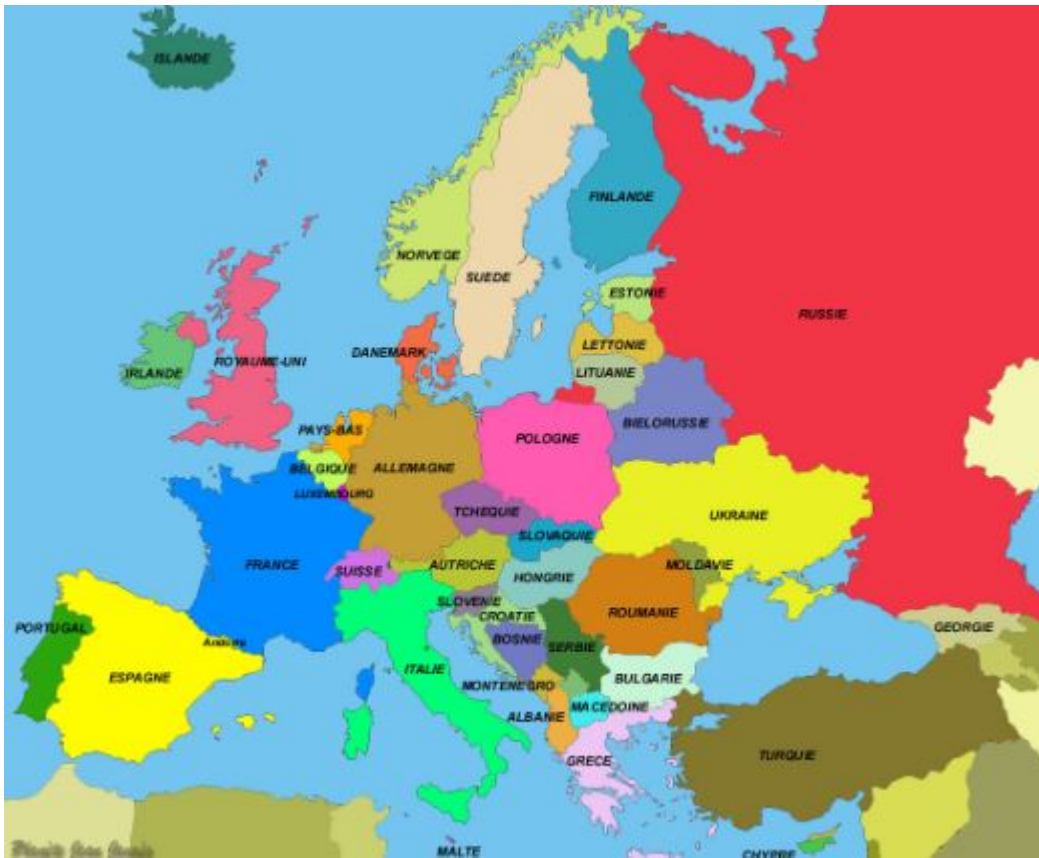 ISLANDE
FINLANDE
NORVEGE
SUEDE
ESTONIE
RUSSIE
LETTONIE
DANEMARK
ROYAUME-UNI
IRLANDE
LITUANIE
BIELORUSSIE
PAYS-BAS
POLOGNE
BELGIQUE
ALLEMAGNE
LUXEMBOURG
TCHEQUIE
UKRAINE
SLOVAQUIE
FRANCE
SUISSE
AUTRICHE
MOLDAVIE
HONGRIE
SLOVENIE
ROUMANIE
CROATIE
PORTUGAL
GEORGIE
BOSNIE
Andorre
SERBIE
ITALIE
ESPAGNE
BULGARIE
MONTENEGRO
MACEDOINE
ALBANIE
TURQUIE
GRECE
MALTE
CHYPRE